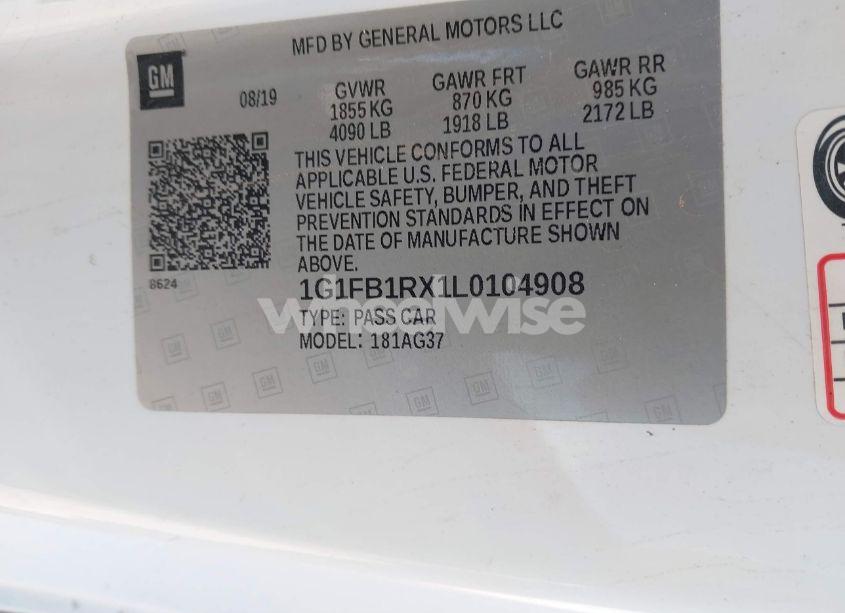 MFD BY GENERAL MOTORS LLC
GM
08/19
GVWR
1855 KG
4090 LB
GAWR FRT
870 KG
1918 LB
GAWR RR
985 KG
2172 LB
THIS VEHICLE CONFORMS TO ALL
APPLICABLE U.S. FEDERAL MOTOR
VEHICLE SAFETY, BUMPER, AND THEFT
PREVENTION STANDARDS IN EFFECT ON
THE DATE OF MANUFACTURE SHOWN
ABOVE.
8624
1G1FB1RX1L0104908
wheelwise
TYPE: PASS CAR
MODEL: 181AG37